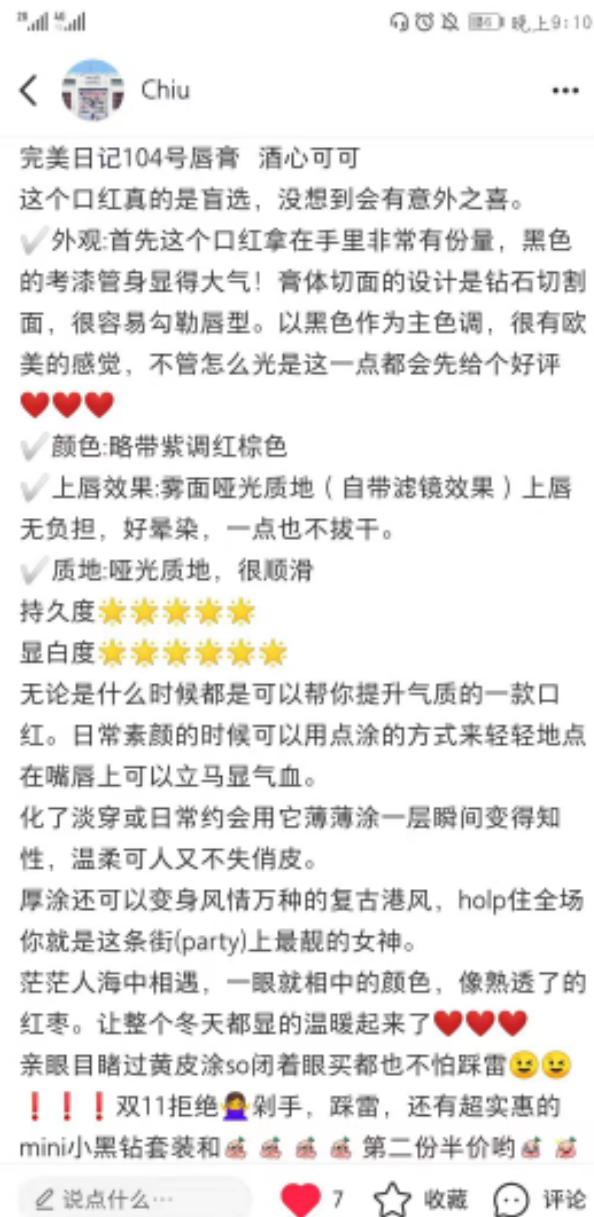 晚上9:10
Chiu
完美日记104号唇膏 酒心可可
这个口红真的是盲选，没想到会有意外之喜。
✔外观:首先这个口红拿在手里非常有份量，黑色
的考漆管身显得大气！膏体切面的设计是钻石切割
面，很容易勾勒唇型。以黑色作为主色调，很有欧
美的感觉，不管怎么光是这一点都会先给个好评
❤️❤️❤️
✔颜色:略带紫调红棕色
✔上唇效果:雾面哑光质地（自带滤镜效果）上唇
无负担，好晕染，一点也不拔干。
✔质地:哑光质地，很顺滑
持久度🌟🌟🌟🌟🌟
显白度🌟🌟🌟🌟🌟🌟
无论是什么时候都是可以帮你提升气质的一款口
红。日常素颜的时候可以用点涂的方式来轻轻地点
在嘴唇上可以立马显气血。
化了淡穿或日常约会用它薄薄涂一层瞬间变得知
性，温柔可人又不失俏皮。
厚涂还可以变身风情万种的复古港风，holp住全场
你就是这条街(party)上最靓的女神。
茫茫人海中相遇，一眼就相中的颜色，像熟透了的
红枣。让整个冬天都显的温暖起来了❤️❤️❤️
亲眼目睹过黄皮涂so闭着眼买都也不怕踩雷😉😉
❗❗❗双11拒绝🙅‍♀️剁手，踩雷，还有超实惠的
mini小黑钻套装和 第二份半价哟
说点什么… 7 收藏 评论